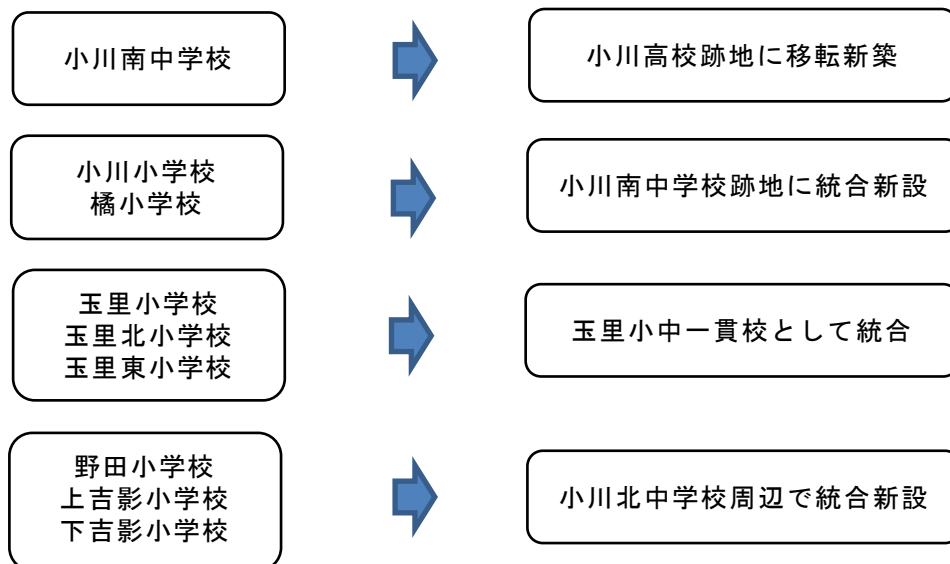 小川南中学校
小川高校跡地に移転新築
小川小学校
橘小学校
小川南中学校跡地に統合新設
玉里小学校
玉里北小学校
玉里東小学校
玉里小中一貫校として統合
野田小学校
上吉影小学校
下吉影小学校
小川北中学校周辺で統合新設